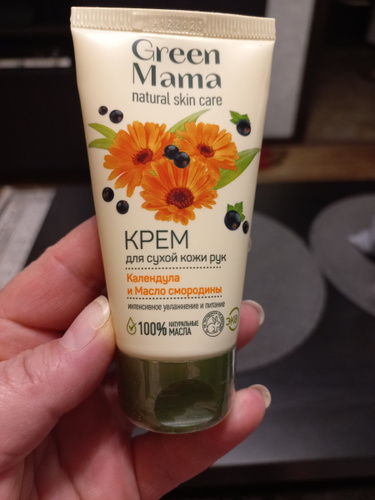 Green
Mama
natural skin care
КРЕМ
для сухой кожи рук
Календула
и Масло смородины
интенсивное увлажнение и питание
100% НАТУРАЛЬНЫЕ
МАСЛА
ЭКО